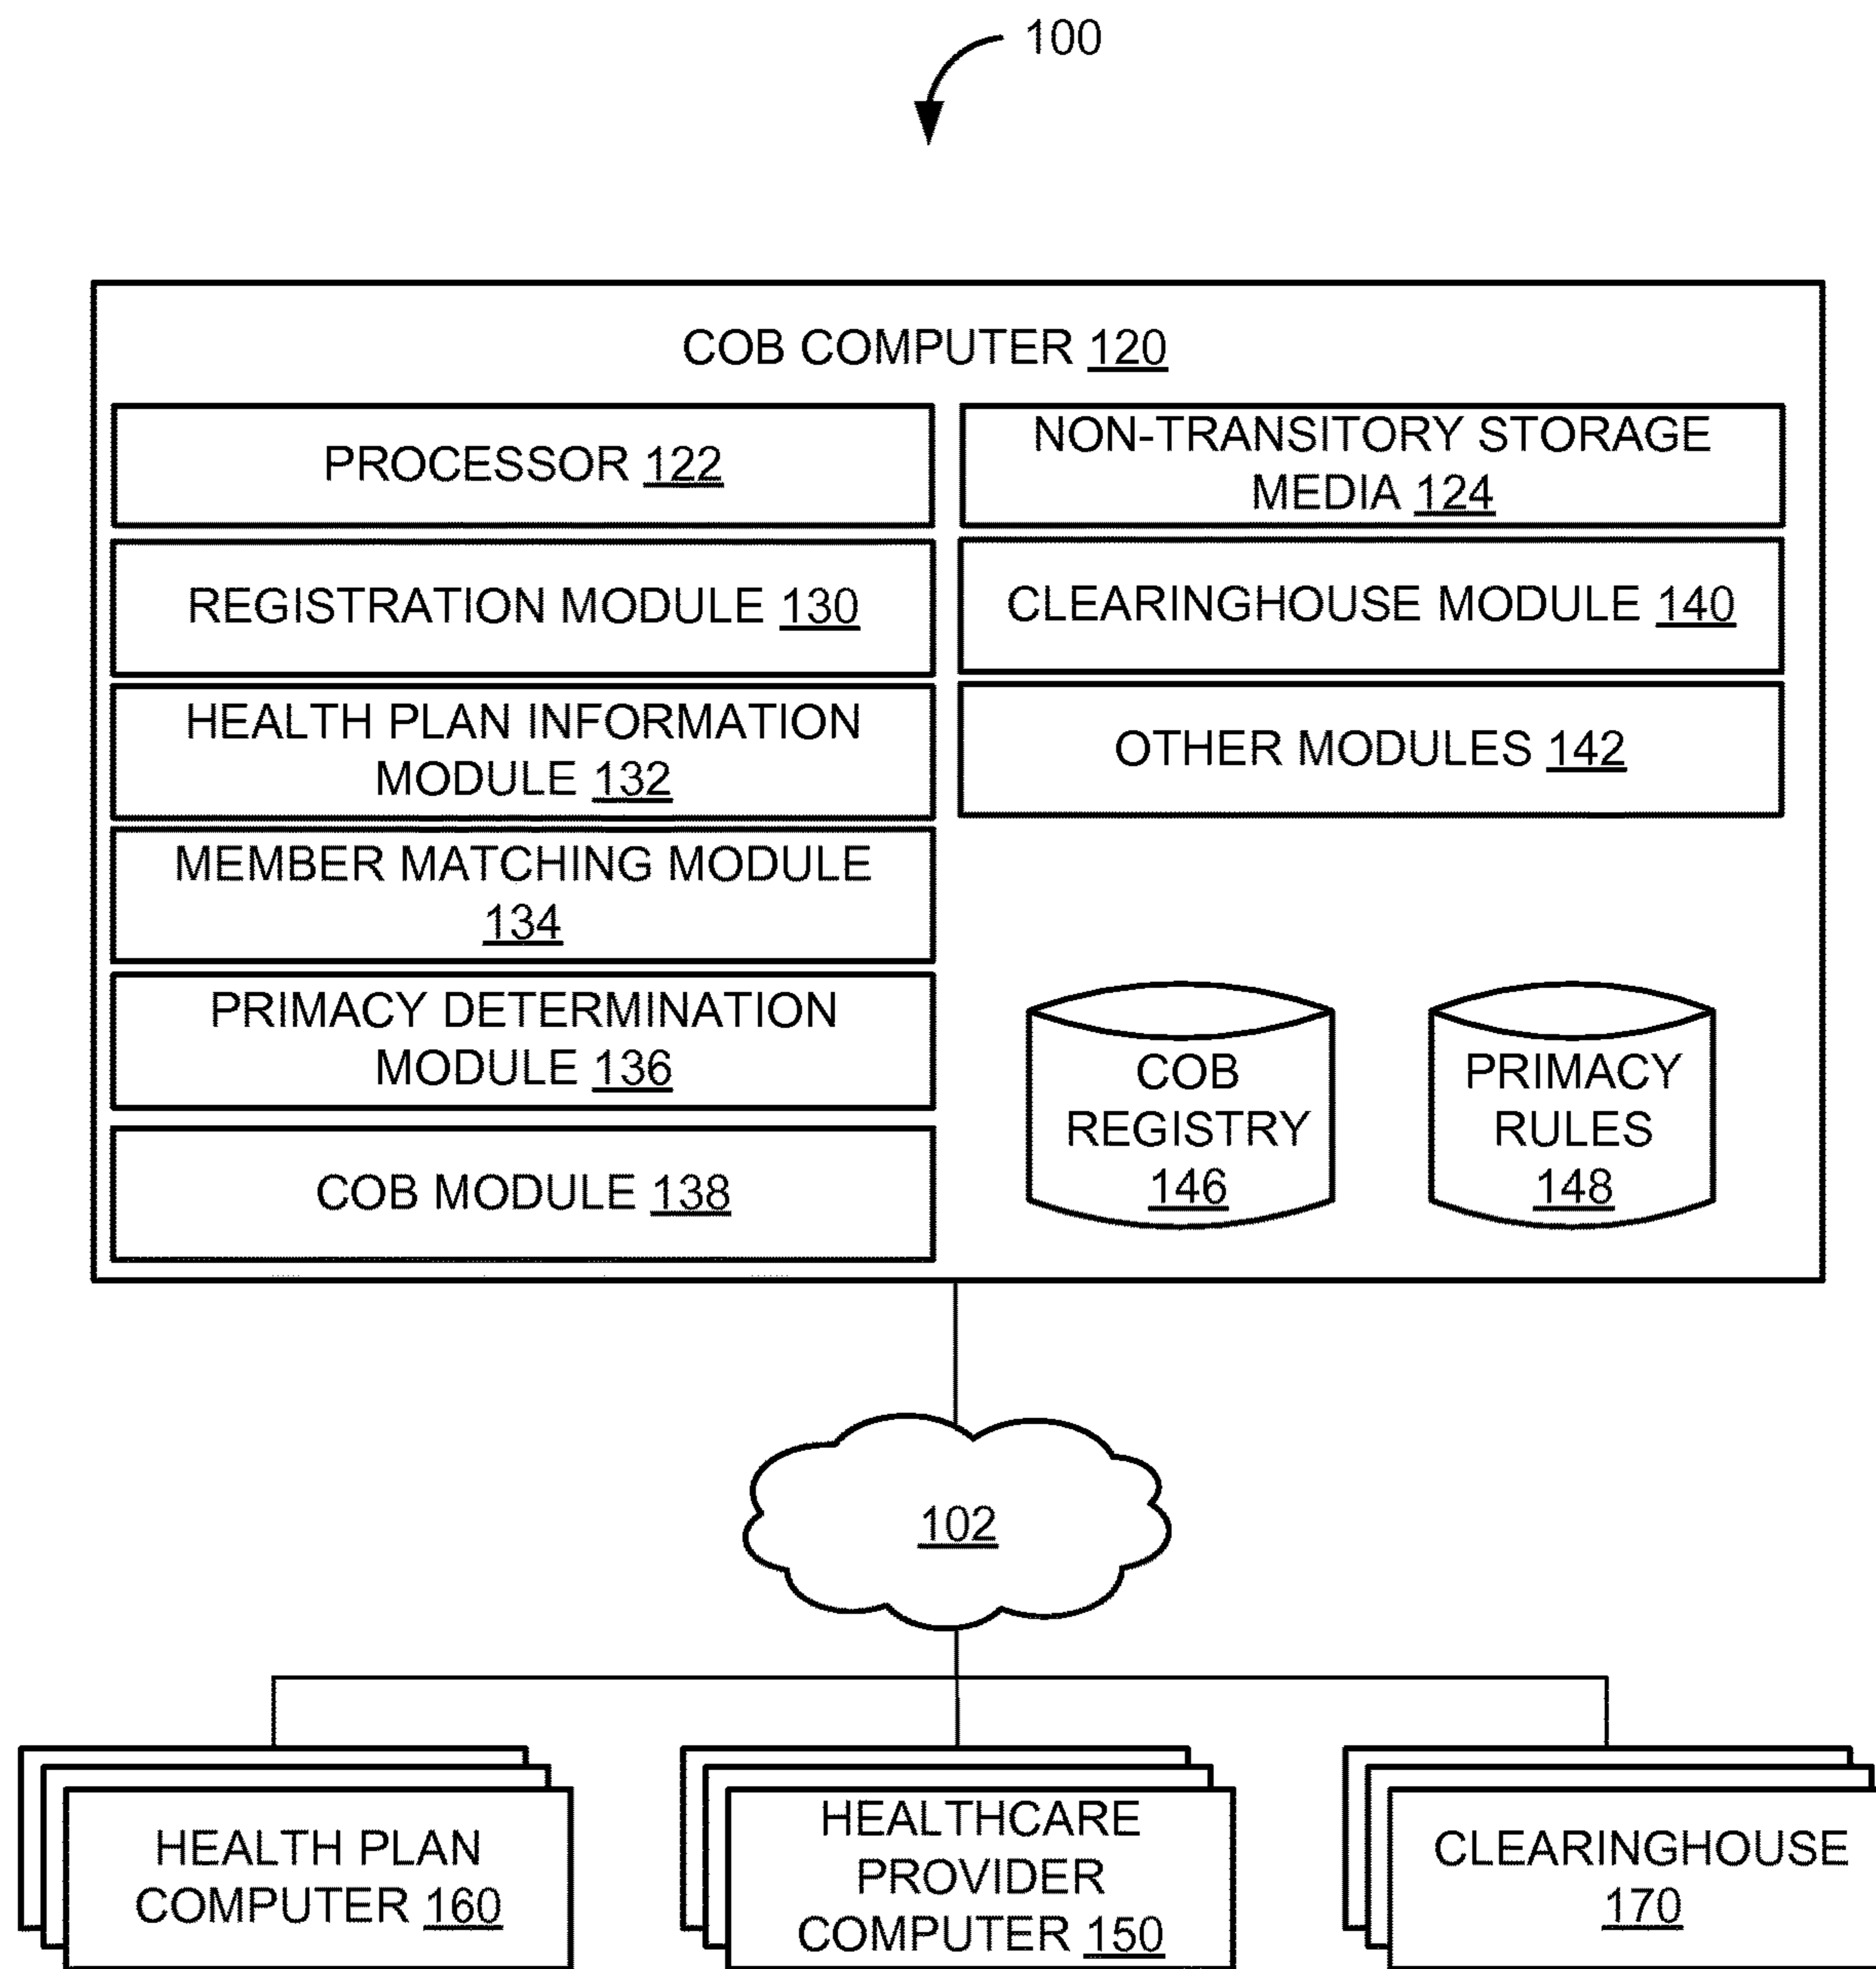 100
COB COMPUTER 120
PROCESSOR 122
NON-TRANSITORY STORAGE
MEDIA 124
REGISTRATION MODULE 130
CLEARINGHOUSE MODULE 140
HEALTH PLAN INFORMATION
MODULE 132
OTHER MODULES 142
MEMBER MATCHING MODULE
134
PRIMACY DETERMINATION
MODULE 136
COB MODULE 138
COB
REGISTRY
146
PRIMACY
RULES
148
102
HEALTH PLAN
COMPUTER 160
HEALTHCARE
PROVIDER
COMPUTER 150
CLEARINGHOUSE
170